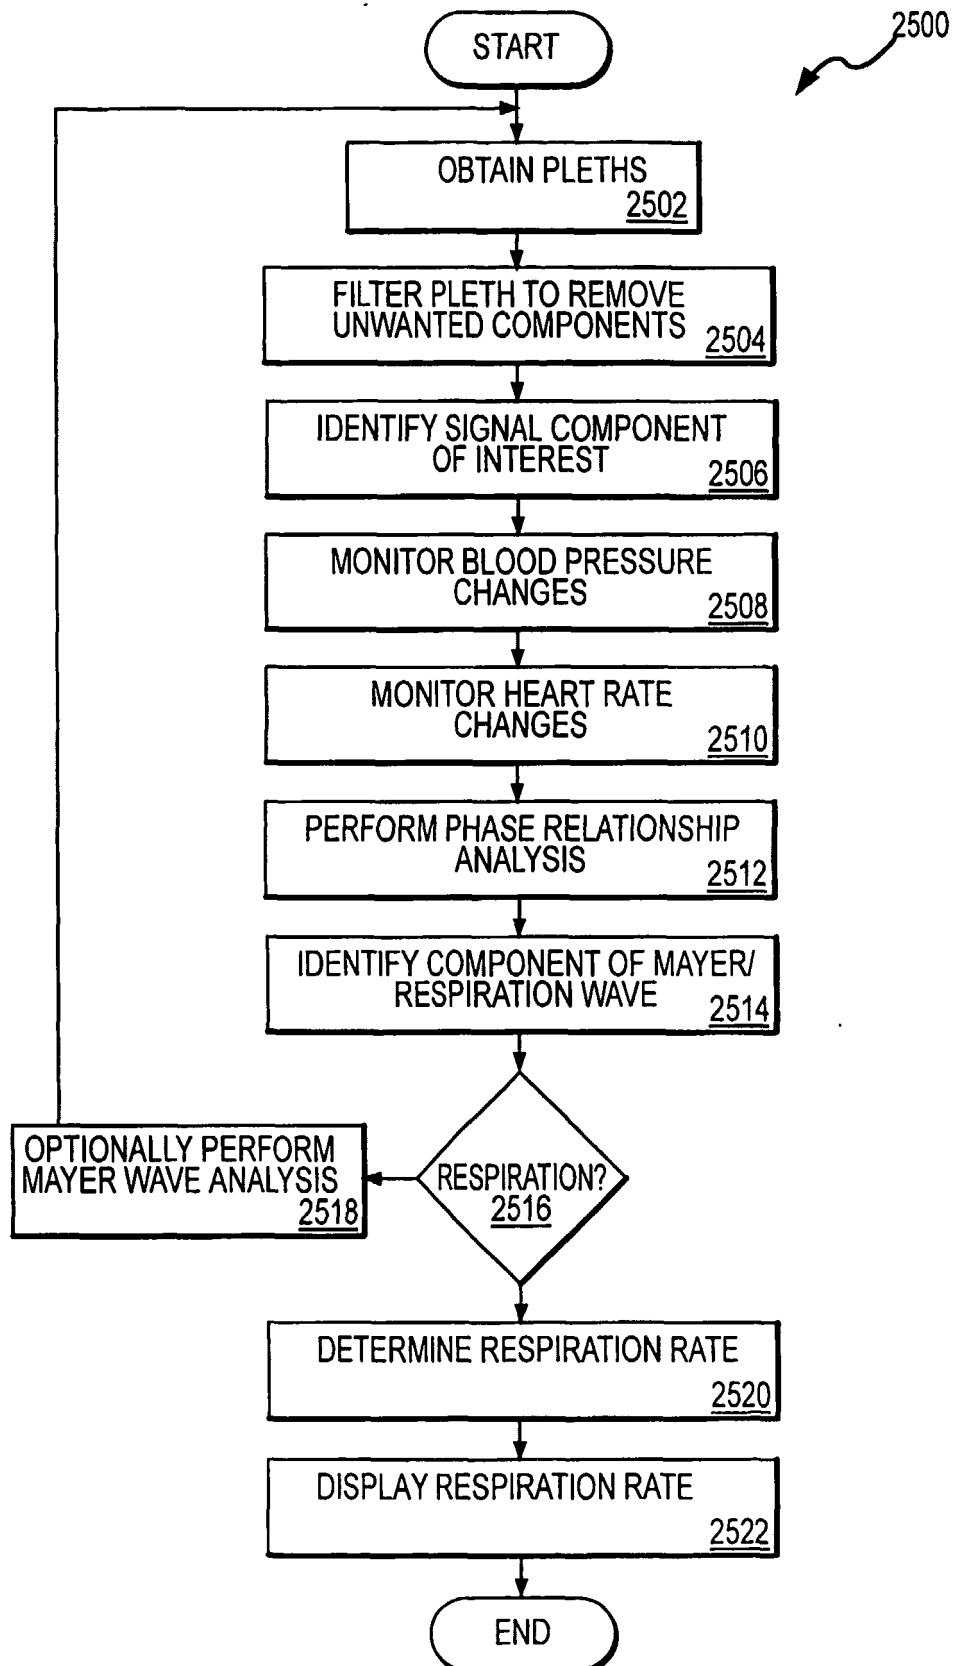 2500
START
OBTAIN PLETHS
2502
FILTER PLETH TO REMOVE
UNWANTED COMPONENTS
2504
IDENTIFY SIGNAL COMPONENT
OF INTEREST
2506
MONITOR BLOOD PRESSURE
CHANGES
2508
MONITOR HEART RATE
CHANGES
2510
PERFORM PHASE RELATIONSHIP
ANALYSIS
2512
IDENTIFY COMPONENT OF MAYER/
RESPIRATION WAVE
2514
RESPIRATION?
2516
OPTIONALLY PERFORM
MAYER WAVE ANALYSIS
2518
DETERMINE RESPIRATION RATE
2520
DISPLAY RESPIRATION RATE
2522
END